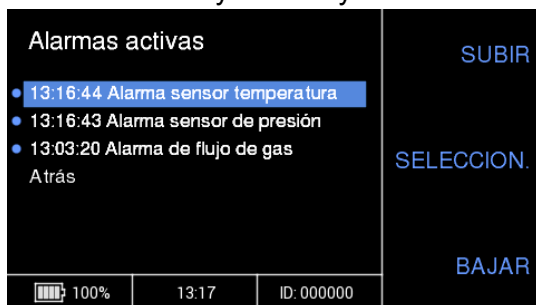 Alarmas activas
SUBIR
13:16:44 Alarma sensor temperatura
13:16:43 Alarma sensor de presión
13:03:20 Alarma de flujo de gas
SELECCION.
Atrás
BAJAR
100%
13:17
ID: 000000